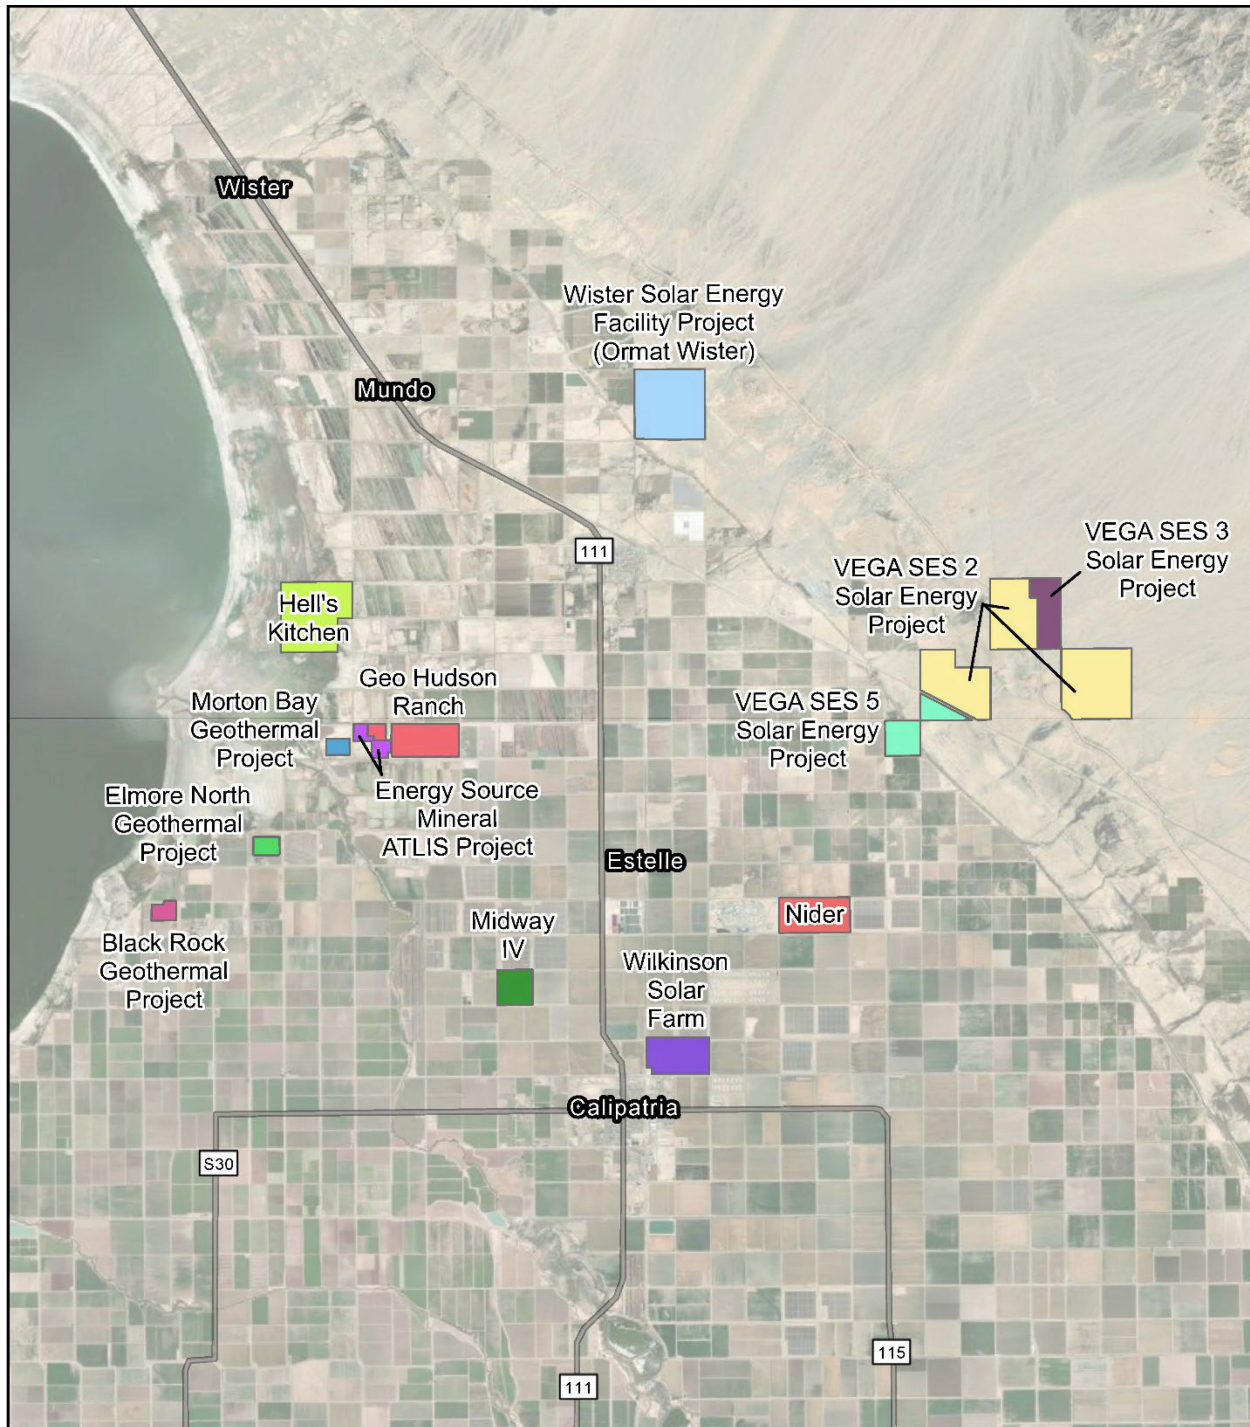 Wister
Wister Solar Energy
Facility Project
(Ormat Wister)
Mundo
111
VEGA SES 3
Solar Energy
Project
VEGA SES 2
Solar Energy
Project
Hell's
Kitchen
Geo Hudson
Ranch
Morton Bay
Geothermal
Project
VEGA SES 5
Solar Energy
Project
Energy Source
Mineral
ATLIS Project
Elmore North
Geothermal
Project
Estelle
Nider
Midway
IV
Black Rock
Geothermal
Project
Wilkinson
Solar
Farm
Calipatria
S30
115
111